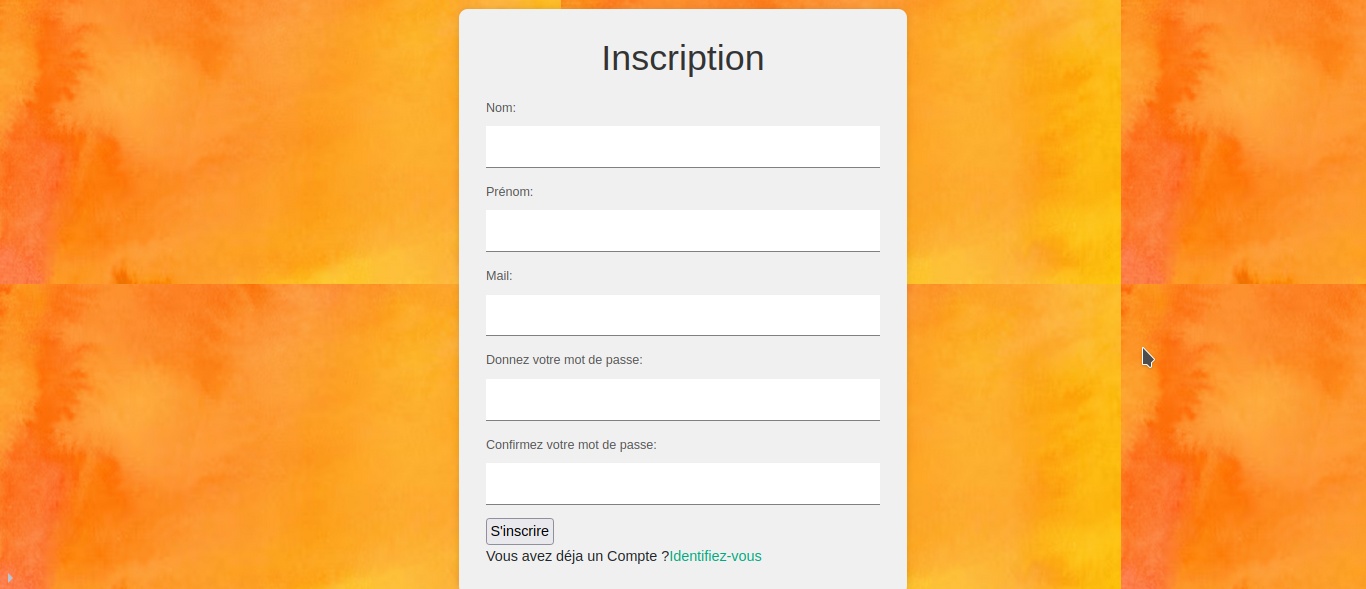 Inscription
Nom:
Prénom:
Mail:
Donnez votre mot de passe:
Confirmez votre mot de passe:
S'inscrire
Vous avez déja un Compte ?Identifiez-vous